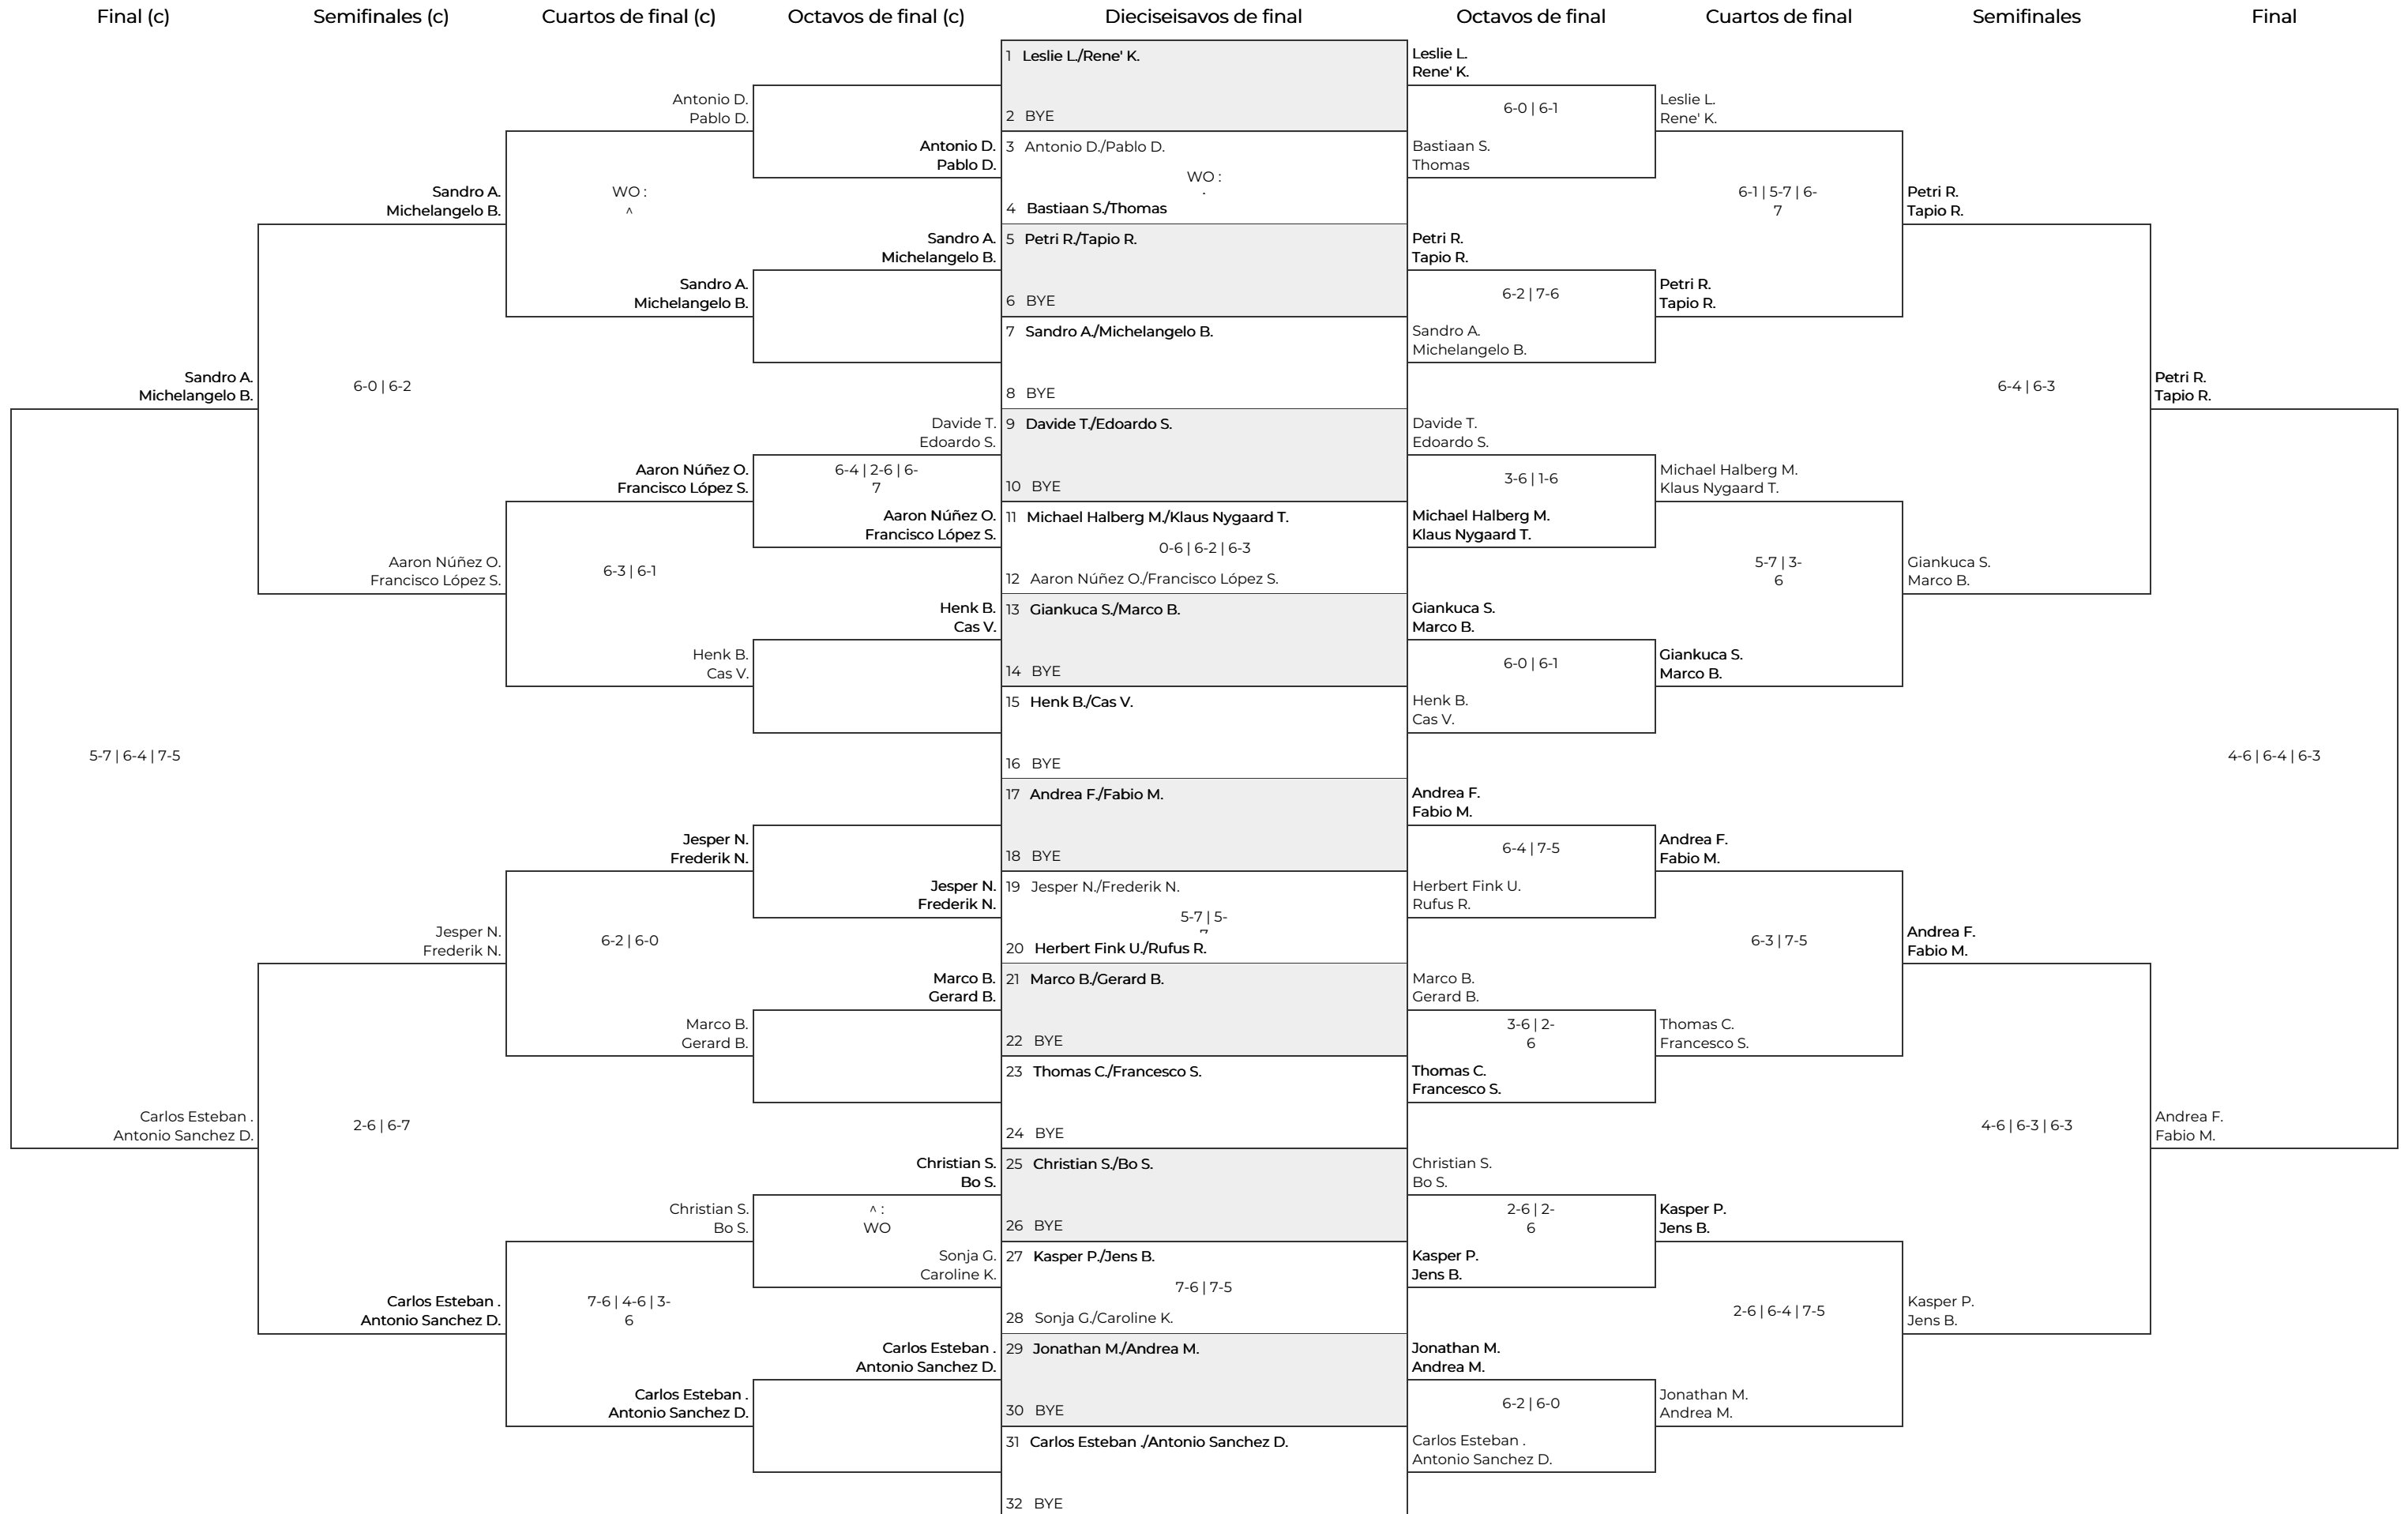 Final (c)
Semifinales (c)
Cuartos de final (c)
Octavos de final (c)
Dieciseisavos de final
Octavos de final
Cuartos de final
Semifinales
Final
Sandro A.
Michelangelo B.
5-7 | 6-4 | 7-5
Carlos Esteban .
Antonio Sanchez D.
Sandro A.
Michelangelo B.
6-0 | 6-2
Aaron Núñez O.
Francisco López S.
Jesper N.
Frederik N.
2-6 | 6-7
Carlos Esteban .
Antonio Sanchez D.
Antonio D.
Pablo D.
WO :
^
Sandro A.
Michelangelo B.
Aaron Núñez O.
Francisco López S.
6-3 | 6-1
Henk B.
Cas V.
Jesper N.
Frederik N.
6-2 | 6-0
Marco B.
Gerard B.
Christian S.
Bo S.
7-6 | 4-6 | 3-
6
Carlos Esteban .
Antonio Sanchez D.
Antonio D.
Pablo D.
Sandro A.
Michelangelo B.
Davide T.
Edoardo S.
6-4 | 2-6 | 6-
7
Aaron Núñez O.
Francisco López S.
Henk B.
Cas V.
Jesper N.
Frederik N.
Marco B.
Gerard B.
Christian S.
Bo S.
^ :
WO
Sonja G.
Caroline K.
Carlos Esteban .
Antonio Sanchez D.
1 Leslie L./Rene' K.
2 BYE
3 Antonio D./Pablo D.
WO :
4 Bastiaan S./Thomas
5 Petri R./Tapio R.
6 BYE
7 Sandro A./Michelangelo B.
8 BYE
9 Davide T./Edoardo S.
10 BYE
11 Michael Halberg M./Klaus Nygaard T.
0-6 | 6-2 | 6-3
12 Aaron Núñez O./Francisco López S.
13 Giankuca S./Marco B.
14 BYE
15 Henk B./Cas V.
16 BYE
17 Andrea F./Fabio M.
18 BYE
19 Jesper N./Frederik N.
5-7 | 5-
7
20 Herbert Fink U./Rufus R.
21 Marco B./Gerard B.
22 BYE
23 Thomas C./Francesco S.
24 BYE
25 Christian S./Bo S.
26 BYE
27 Kasper P./Jens B.
7-6 | 7-5
28 Sonja G./Caroline K.
29 Jonathan M./Andrea M.
30 BYE
31 Carlos Esteban ./Antonio Sanchez D.
32 BYE
Leslie L.
Rene' K.
6-0 | 6-1
Bastiaan S.
Thomas
Petri R.
Tapio R.
6-2 | 7-6
Sandro A.
Michelangelo B.
Davide T.
Edoardo S.
3-6 | 1-6
Michael Halberg M.
Klaus Nygaard T.
Giankuca S.
Marco B.
6-0 | 6-1
Henk B.
Cas V.
Andrea F.
Fabio M.
6-4 | 7-5
Herbert Fink U.
Rufus R.
Marco B.
Gerard B.
3-6 | 2-
6
Thomas C.
Francesco S.
Christian S.
Bo S.
2-6 | 2-
6
Kasper P.
Jens B.
Jonathan M.
Andrea M.
6-2 | 6-0
Carlos Esteban .
Antonio Sanchez D.
Leslie L.
Rene' K.
6-1 | 5-7 | 6-
7
Petri R.
Tapio R.
Michael Halberg M.
Klaus Nygaard T.
5-7 | 3-
6
Giankuca S.
Marco B.
Andrea F.
Fabio M.
6-3 | 7-5
Thomas C.
Francesco S.
Kasper P.
Jens B.
2-6 | 6-4 | 7-5
Jonathan M.
Andrea M.
Petri R.
Tapio R.
6-4 | 6-3
Giankuca S.
Marco B.
Andrea F.
Fabio M.
4-6 | 6-3 | 6-3
Kasper P.
Jens B.
Petri R.
Tapio R.
4-6 | 6-4 | 6-3
Andrea F.
Fabio M.